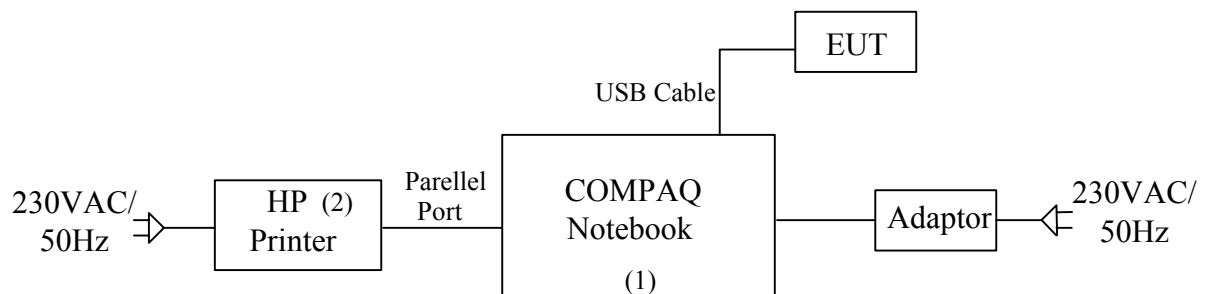 EUT
USB Cable
230VAC/
50Hz
HP (2)
Printer
Parellel
Port
COMPAQ
Notebook
(1)
Adaptor
230VAC/
50Hz